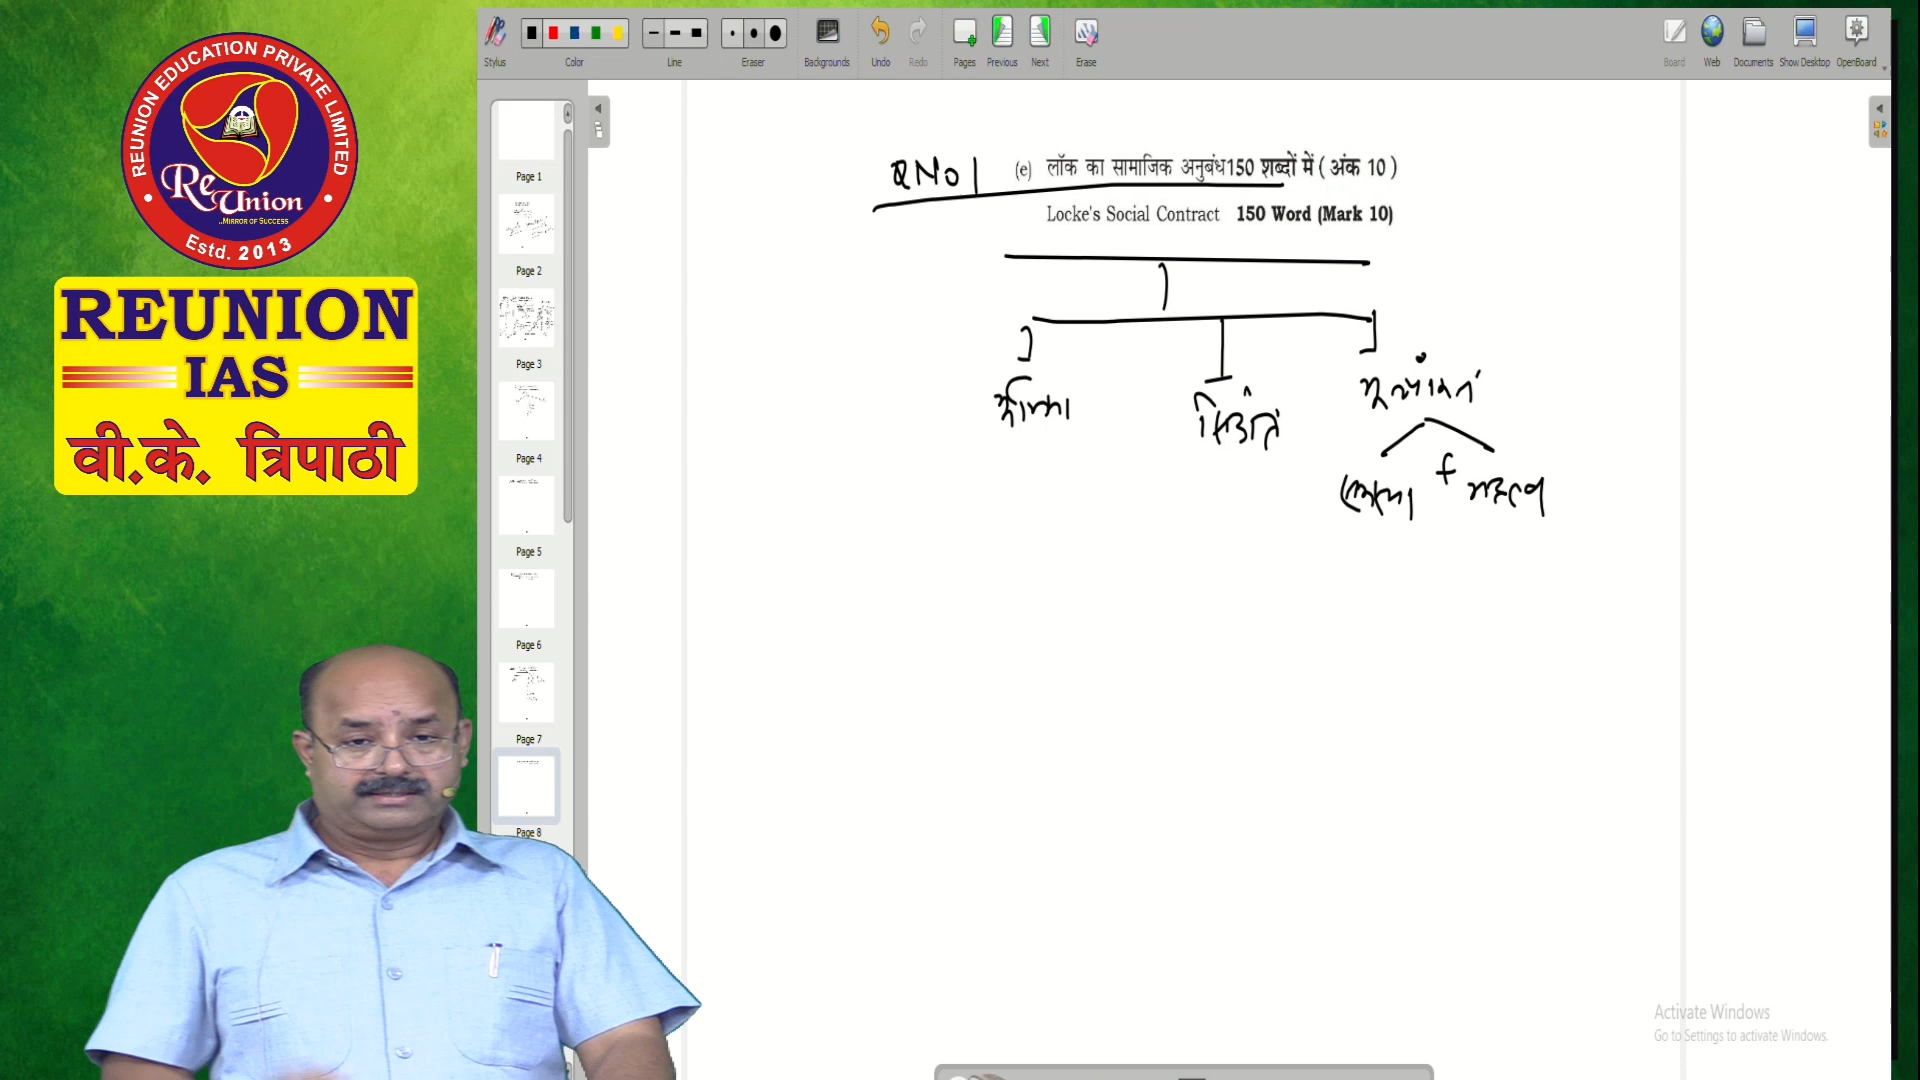 REUNION EDUCATION PRIVATE LIMITED
ReUnion
..MIRROR OF SUCCESS
Estd. 2013
REUNION
IAS
वी.के. त्रिपाठी
Stylus Color Line Eraser Backgrounds Undo Redo Pages Previous Next Erase Board Web Documents Show Desktop OpenBoard
Page 1
Page 2
Page 3
Page 4
Page 5
Page 6
Page 7
Page 8
QNo1 (e) लॉक का सामाजिक अनुबंध150 शब्दों में ( अंक 10 )
Locke's Social Contract 150 Word (Mark 10)
मूल्यांकन
+ महत्व
Activate Windows
Go to Settings to activate Windows.